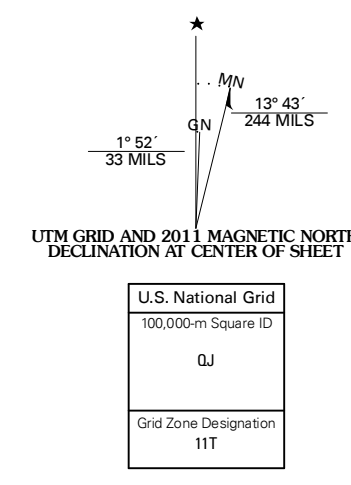 ★
MN
GN
13° 43´
244 MILS
1° 52´
33 MILS
UTM GRID AND 2011 MAGNETIC NORTH
DECLINATION AT CENTER OF SHEET
U.S. National Grid
100,000-m Square ID
QJ
Grid Zone Designation
11T